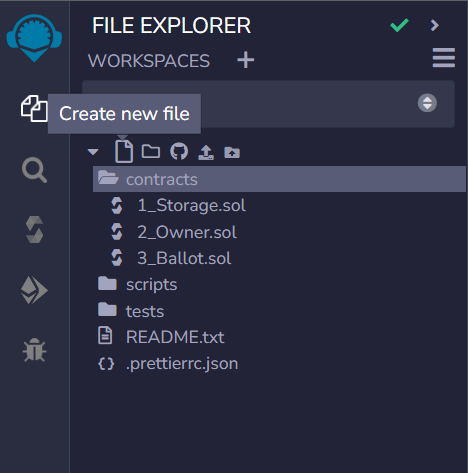 FILE EXPLORER
WORKSPACES
Create new file
contracts
1_Storage.sol
2_Owner.sol
3_Ballot.sol
scripts
tests
README.txt
.prettierrc.json